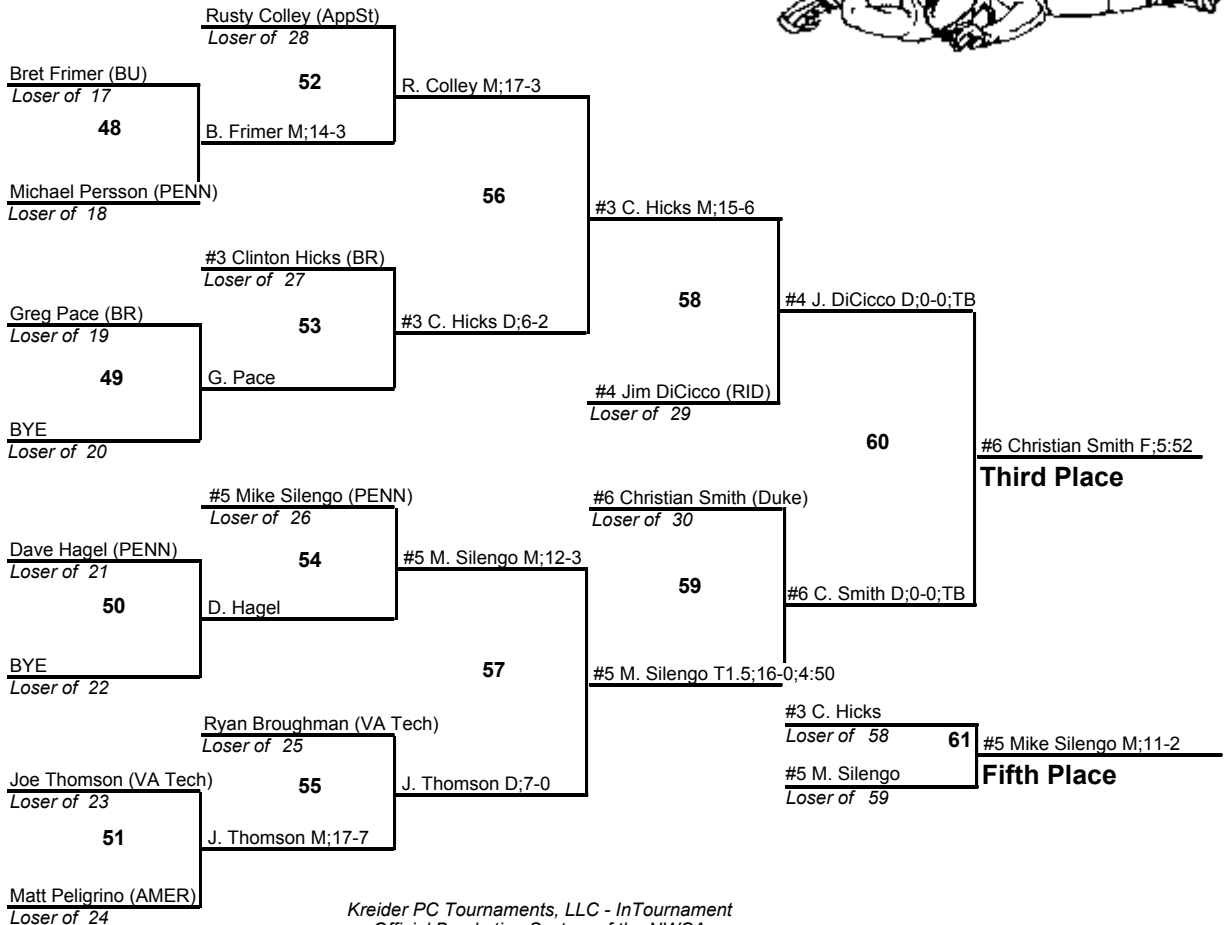 Rusty Colley (AppSt)
Loser of 28
Bret Frimer (BU)
Loser of 17
52
R. Colley M;17-3
48
B. Frimer M;14-3
Michael Persson (PENN)
Loser of 18
56
#3 C. Hicks M;15-6
#3 Clinton Hicks (BR)
Loser of 27
Greg Pace (BR)
Loser of 19
53
#3 C. Hicks D;6-2
58
#4 J. DiCicco D;0-0;TB
49
G. Pace
#4 Jim DiCicco (RID)
Loser of 29
BYE
Loser of 20
60
#6 Christian Smith F;5:52
Third Place
#5 Mike Silengo (PENN)
Loser of 26
#6 Christian Smith (Duke)
Loser of 30
Dave Hagel (PENN)
Loser of 21
54
#5 M. Silengo M;12-3
59
50
D. Hagel
#6 C. Smith D;0-0;TB
BYE
Loser of 22
57
#5 M. Silengo T1.5;16-0;4:50
Ryan Broughman (VA Tech)
Loser of 25
#3 C. Hicks
Loser of 58
61
#5 Mike Silengo M;11-2
Fifth Place
Joe Thomson (VA Tech)
Loser of 23
55
J. Thomson D;7-0
#5 M. Silengo
Loser of 59
51
J. Thomson M;17-7
Matt Peligrino (AMER)
Loser of 24
Kreider PC Tournaments, LLC - InTournament